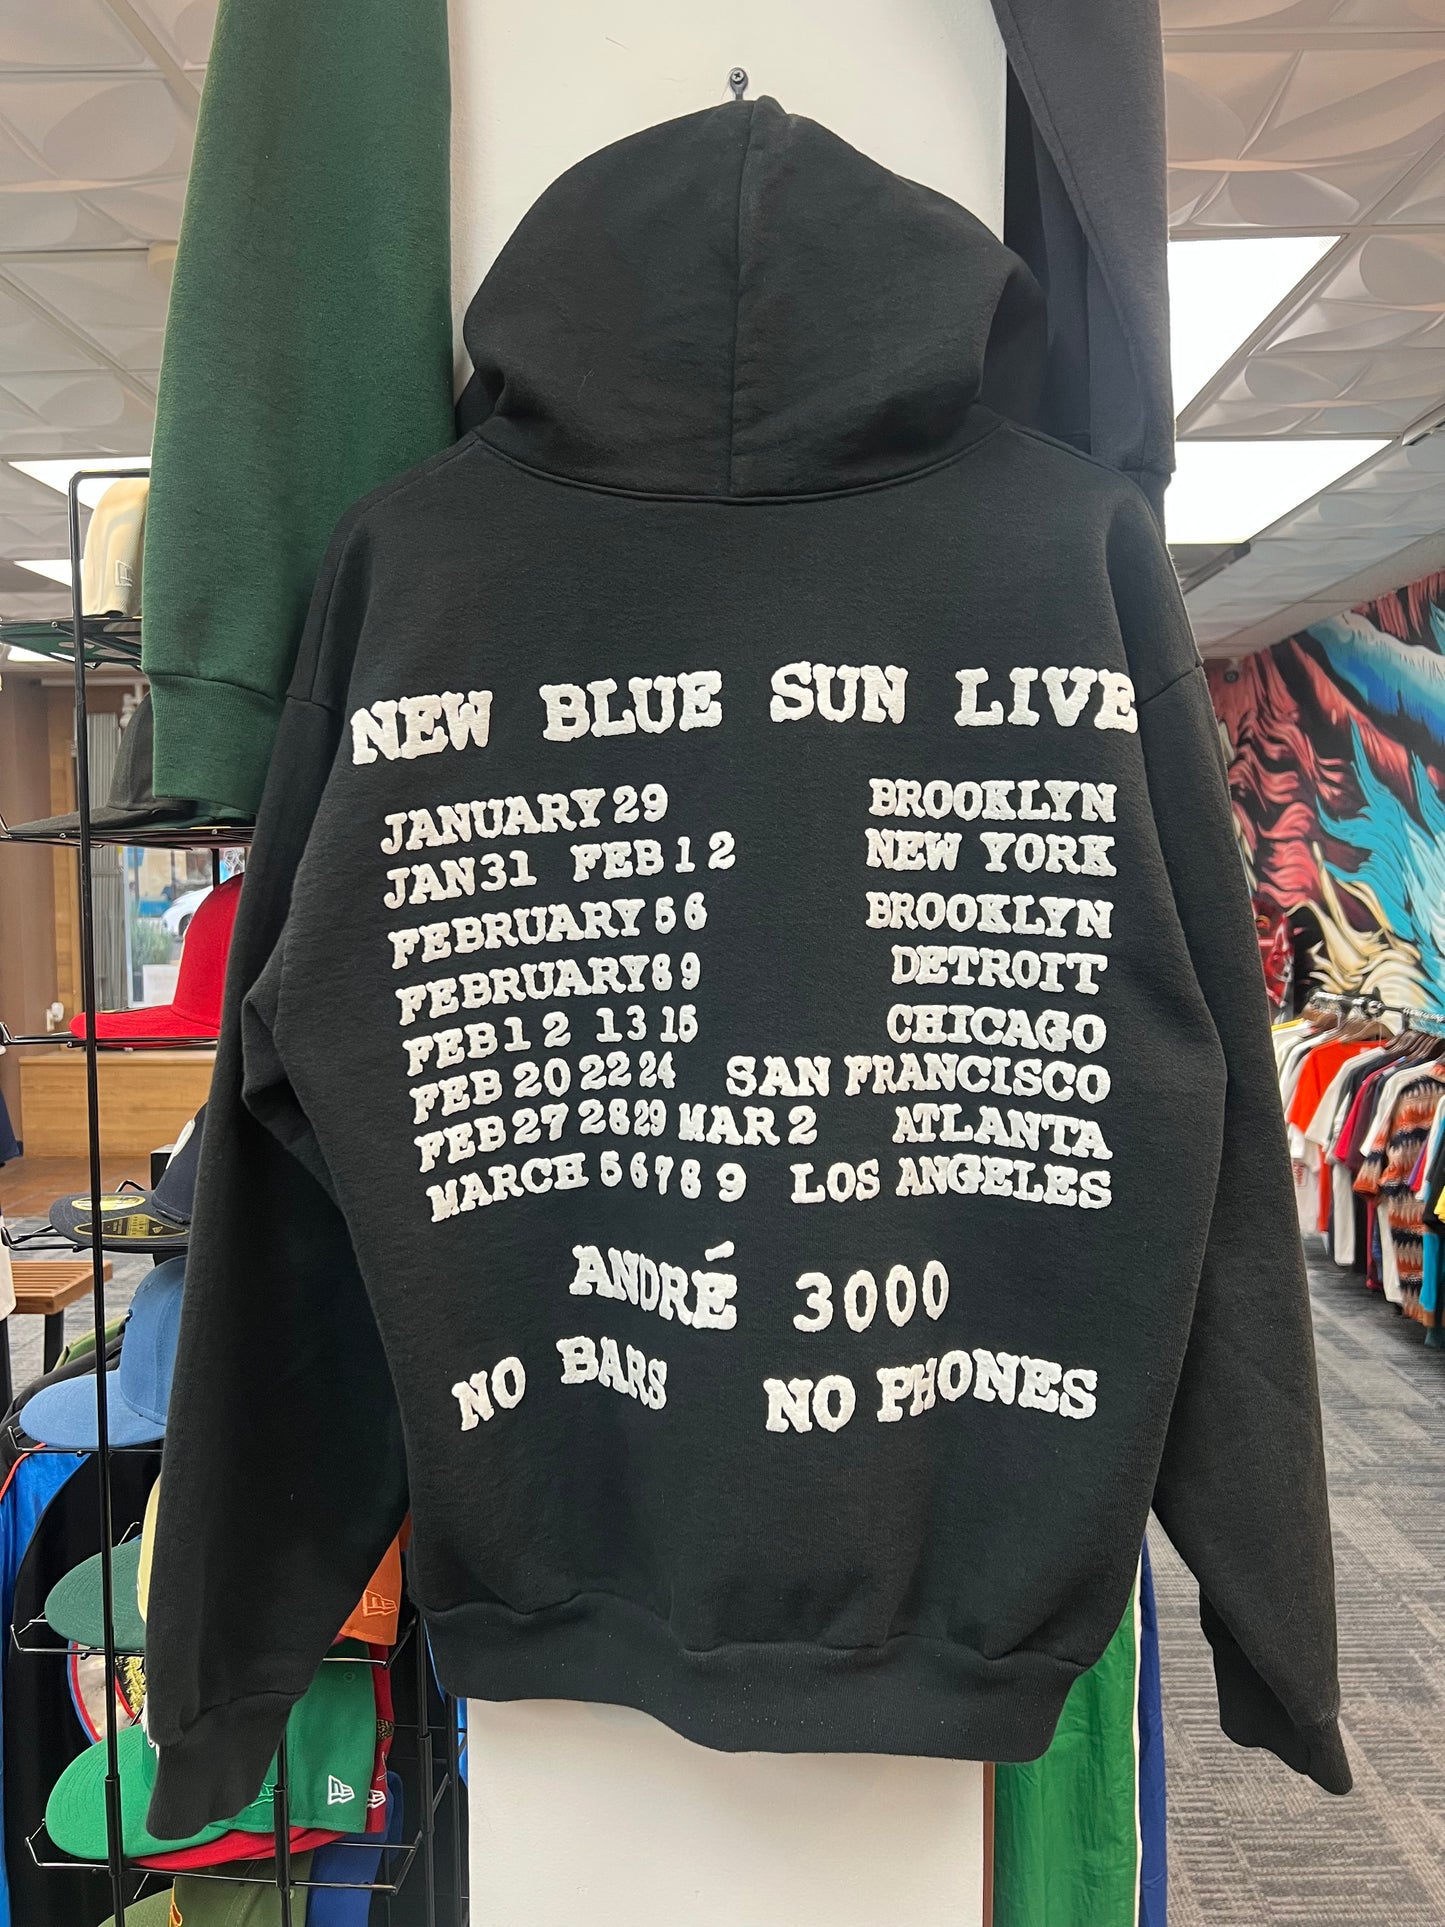 NEW BLUE SUN LIVE
JANUARY 29 BROOKLYN
JAN 31 FEB 1 2 NEW YORK
FEBRUARY 5 6 BROOKLYN
FEBRUARY 8 9 DETROIT
FEB 12 13 15 CHICAGO
FEB 20 22 24 SAN FRANCISCO
FEB 27 28 29 MAR 2 ATLANTA
MARCH 5 6 7 8 9 LOS ANGELES
ANDRÉ 3000
NO BARS NO PHONES